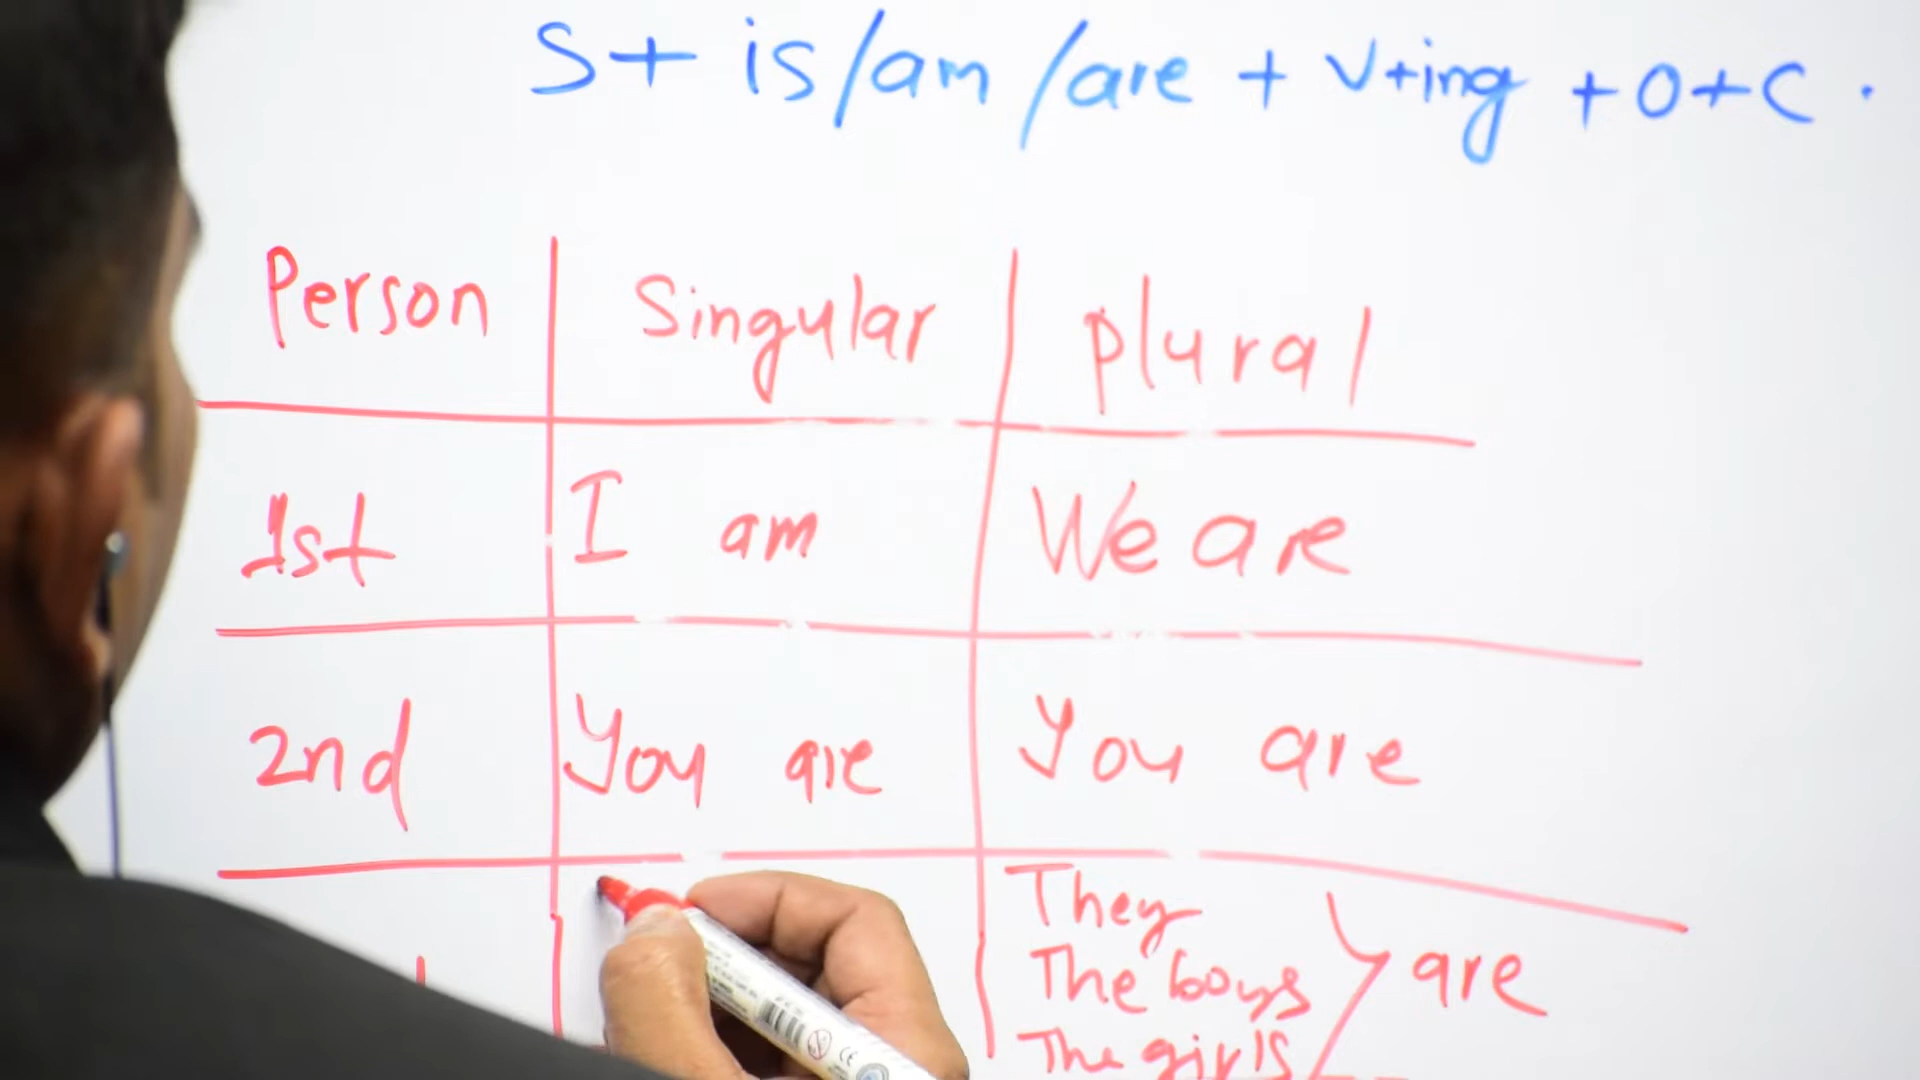 S + is/am/are + V+ing + O + C.
Person Singular plural
1st I am We are
2nd You are You are
They
The boys are
The girls